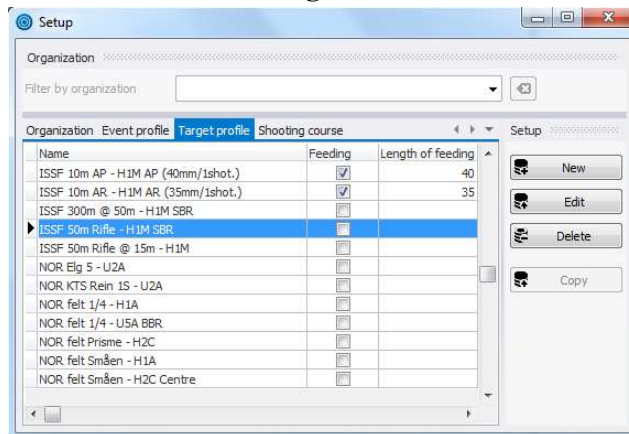 Setup
Organization
Filter by organization
Organization Event profile Target profile Shooting course
Setup
Name Feeding Length of feeding
ISSF 10m AP - H1M AP (40mm/1shot.) 40
ISSF 10m AR - H1M AR (35mm/1shot.) 35
ISSF 300m @ 50m - H1M SBR
ISSF 50m Rifle - H1M SBR
ISSF 50m Rifle @ 15m - H1M
NOR Elg 5 - U2A
NOR KTS Rein 1S - U2A
NOR felt 1/4 - H1A
NOR felt 1/4 - U5A BBR
NOR felt Prisme - H2C
NOR felt Småen - H1A
NOR felt Småen - H2C Centre
New
Edit
Delete
Copy